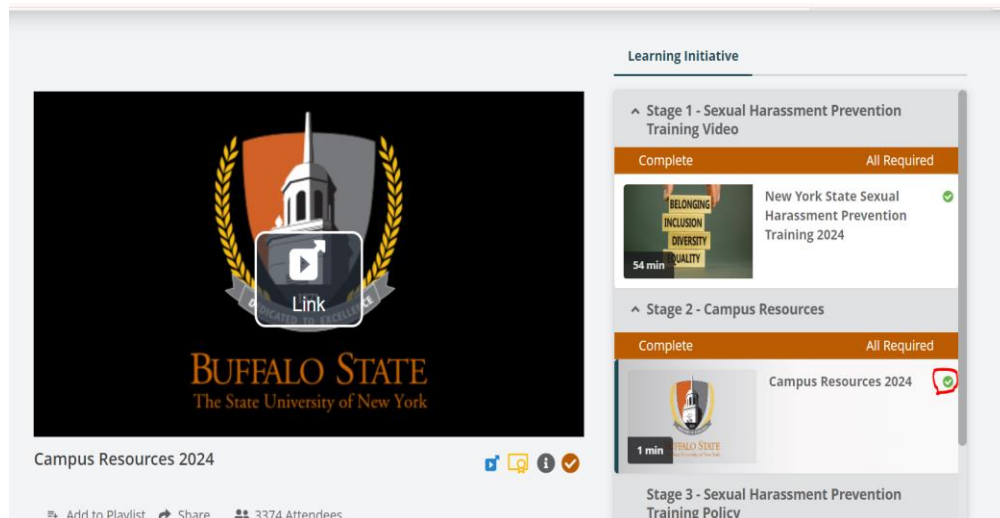 Learning Initiative
Stage 1 - Sexual Harassment Prevention
Training Video
Complete All Required
BELONGING
INCLUSION
DIVERSITY
EQUALITY
54 min
New York State Sexual
Harassment Prevention
Training 2024
Stage 2 - Campus Resources
Complete All Required
BUFFALO STATE
1 min
Campus Resources 2024
Stage 3 - Sexual Harassment Prevention
Training Policy
DEDICATED TO EXCELLENCE
Link
BUFFALO STATE
The State University of New York
Campus Resources 2024
Add to Playlist Share 3374 Attendees